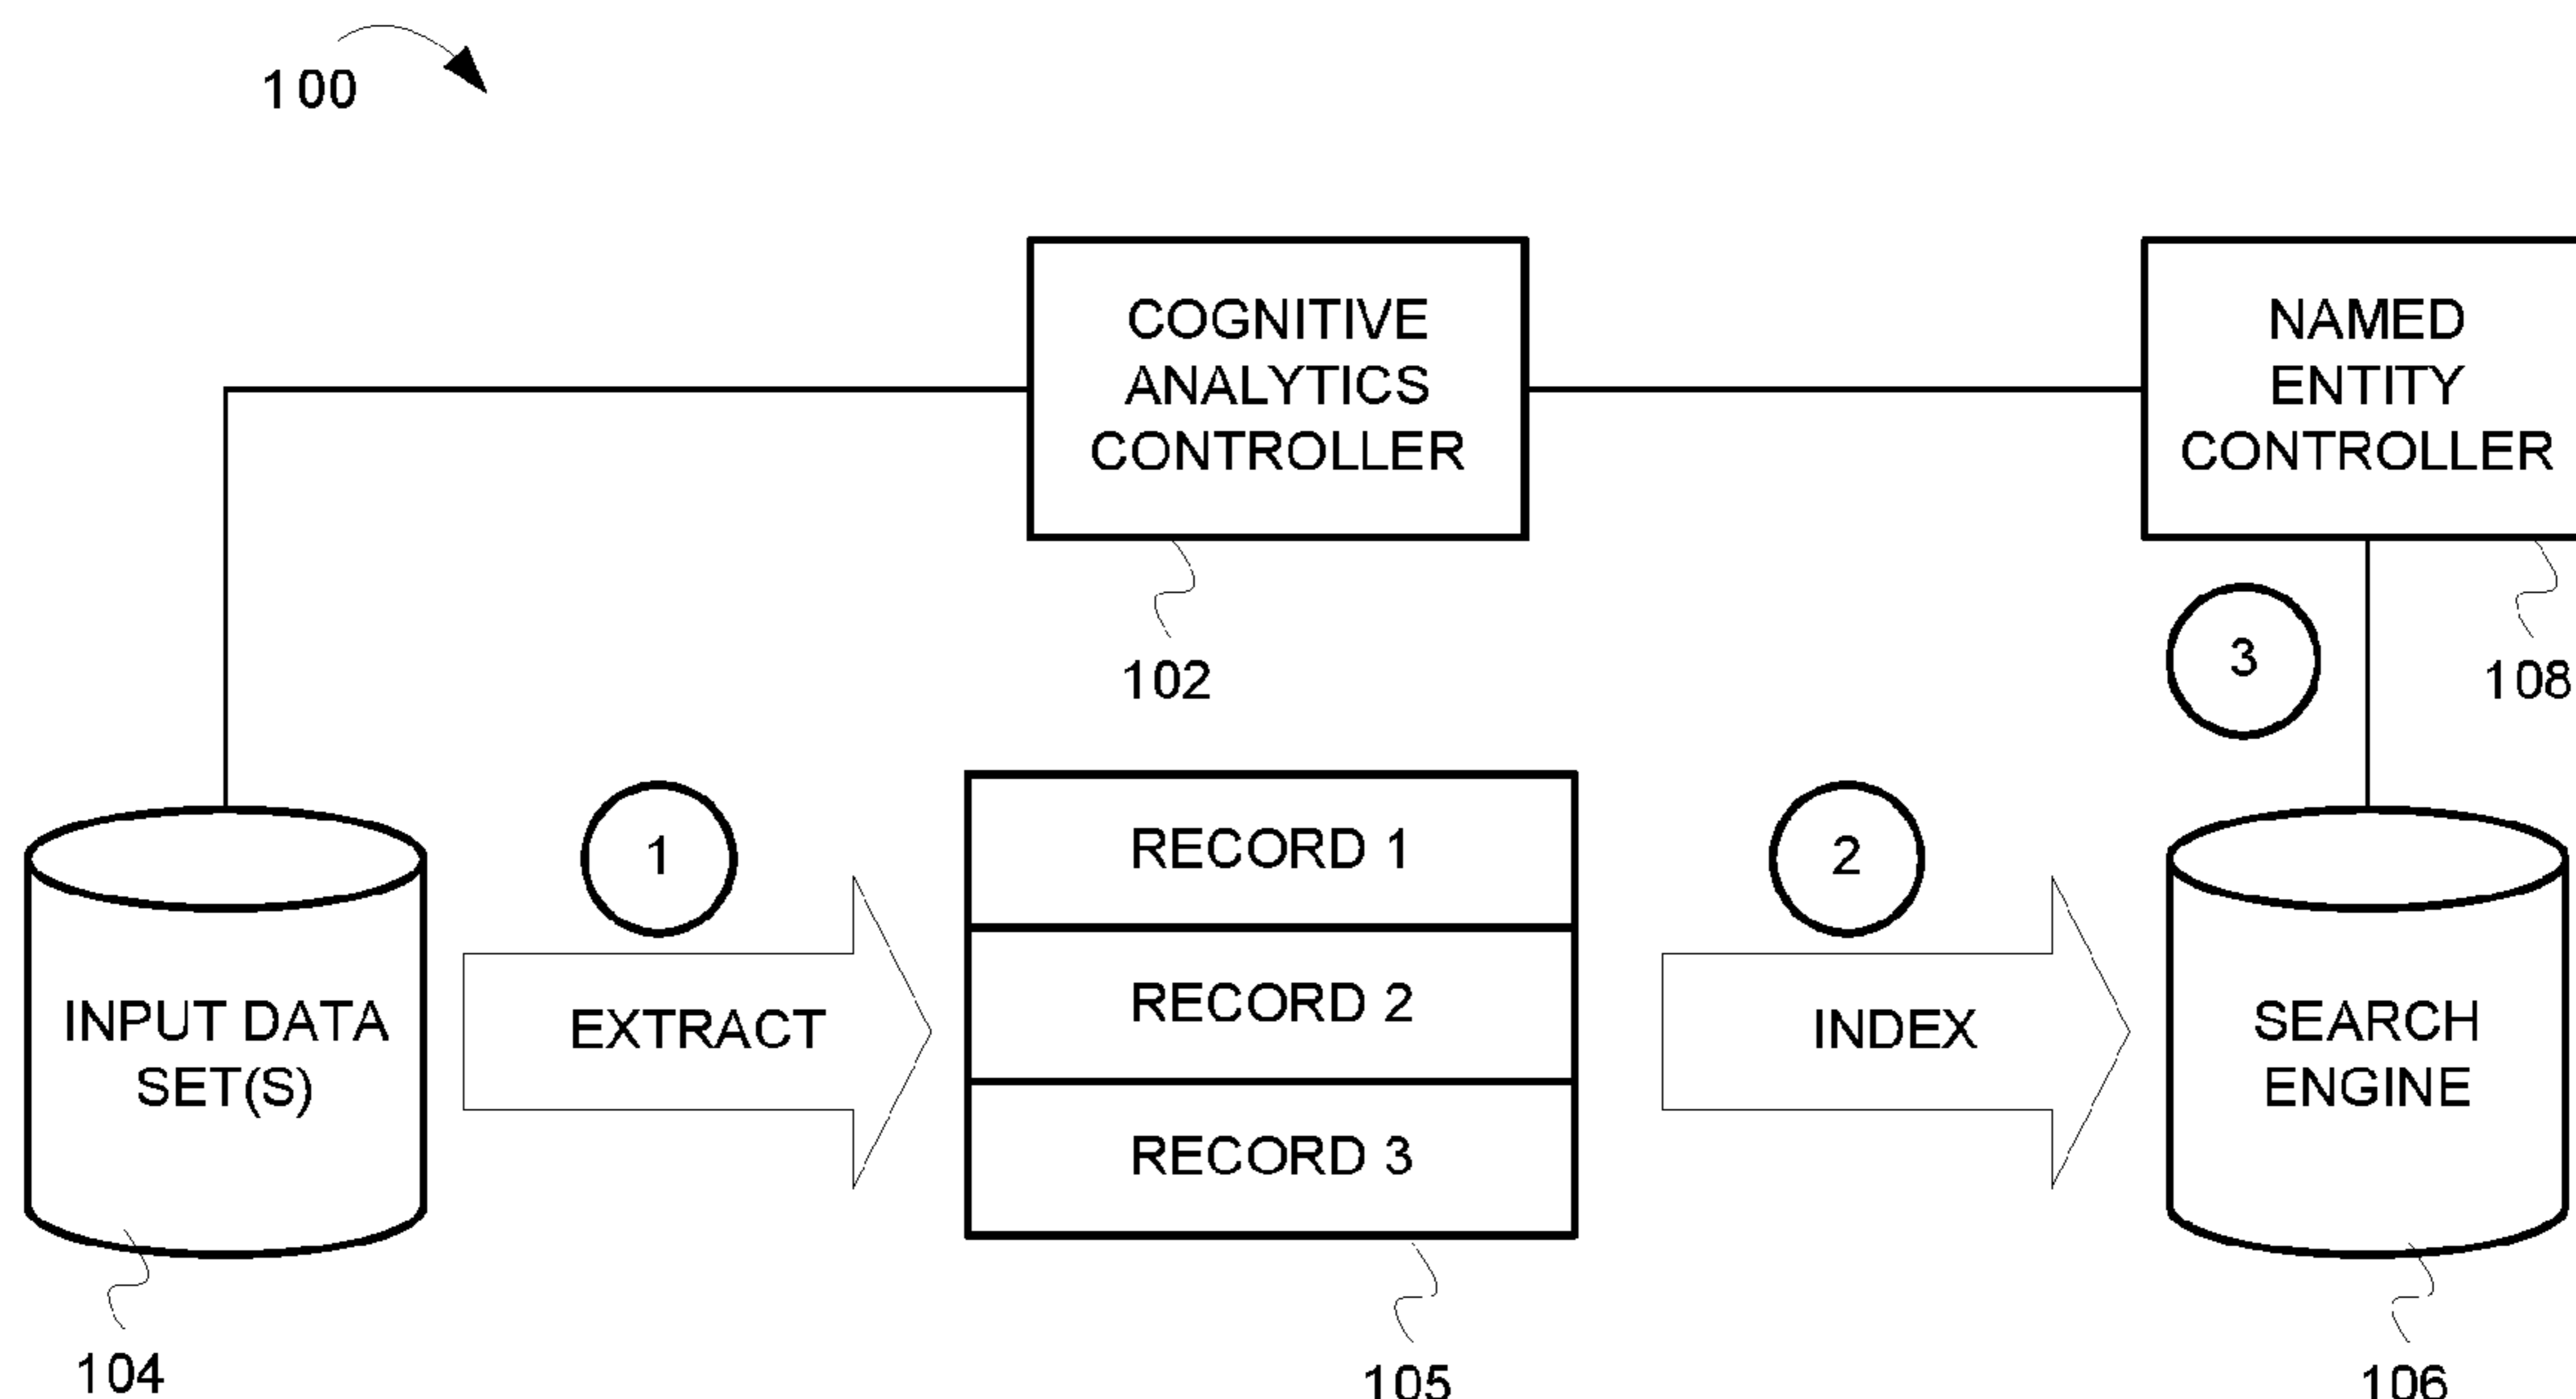 100
COGNITIVE
ANALYTICS
CONTROLLER
NAMED
ENTITY
CONTROLLER
102
108
3
1
2
INPUT DATA
SET(S)
EXTRACT
RECORD 1
RECORD 2
RECORD 3
INDEX
SEARCH
ENGINE
104
105
106